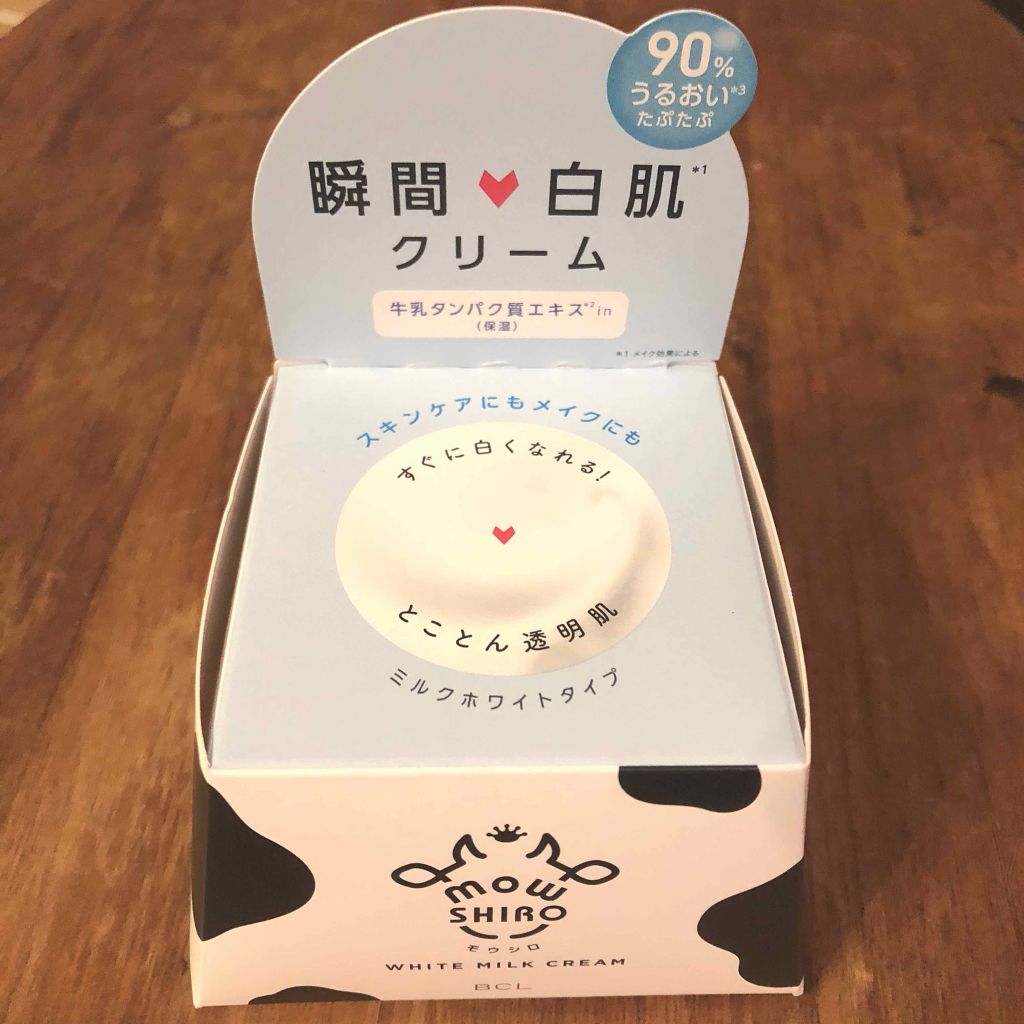 90%
うるおい*3
たぷたぷ
瞬間 白肌*1
クリーム
牛乳タンパク質エキス*2in
(保湿)
*1 メイク効果による
スキンケアにもメイクにも
すぐに白くなれる!
とことん透明肌
ミルクホワイトタイプ
mow
SHIRO
モウシロ
WHITE MILK CREAM
BCL